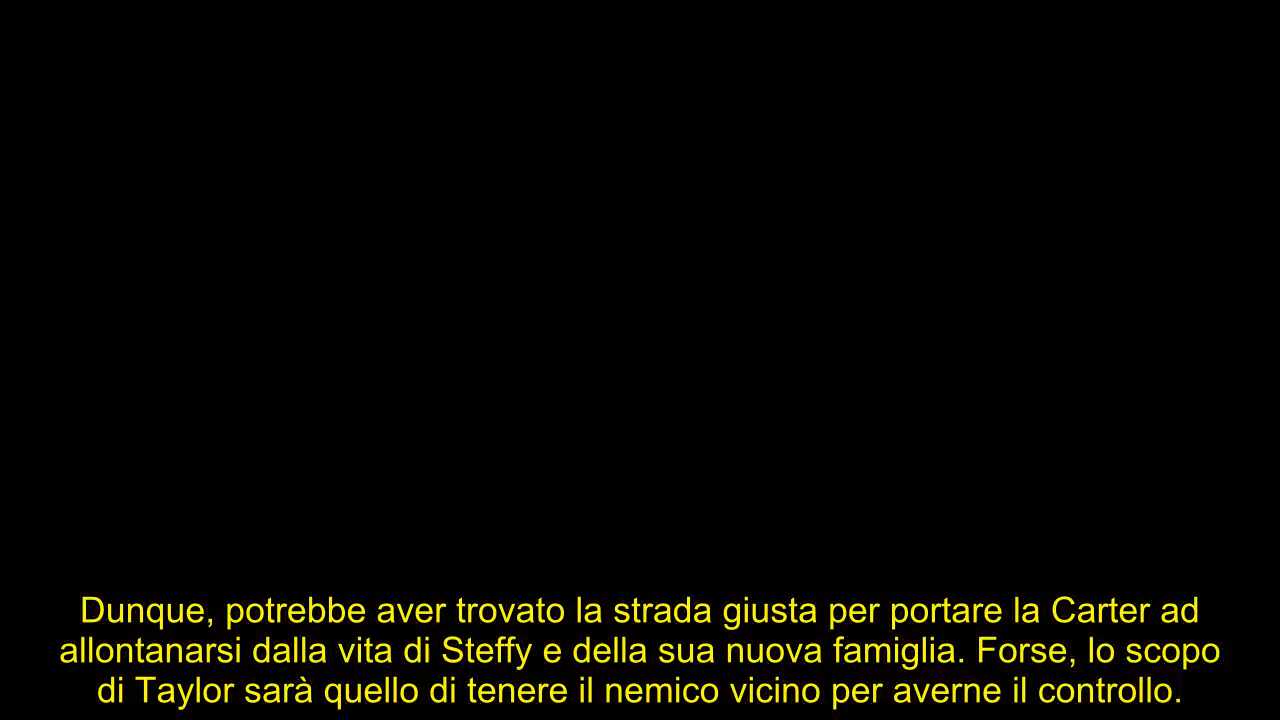 Dunque, potrebbe aver trovato la strada giusta per portare la Carter ad
allontanarsi dalla vita di Steffy e della sua nuova famiglia. Forse, lo scopo
di Taylor sarà quello di tenere il nemico vicino per averne il controllo.